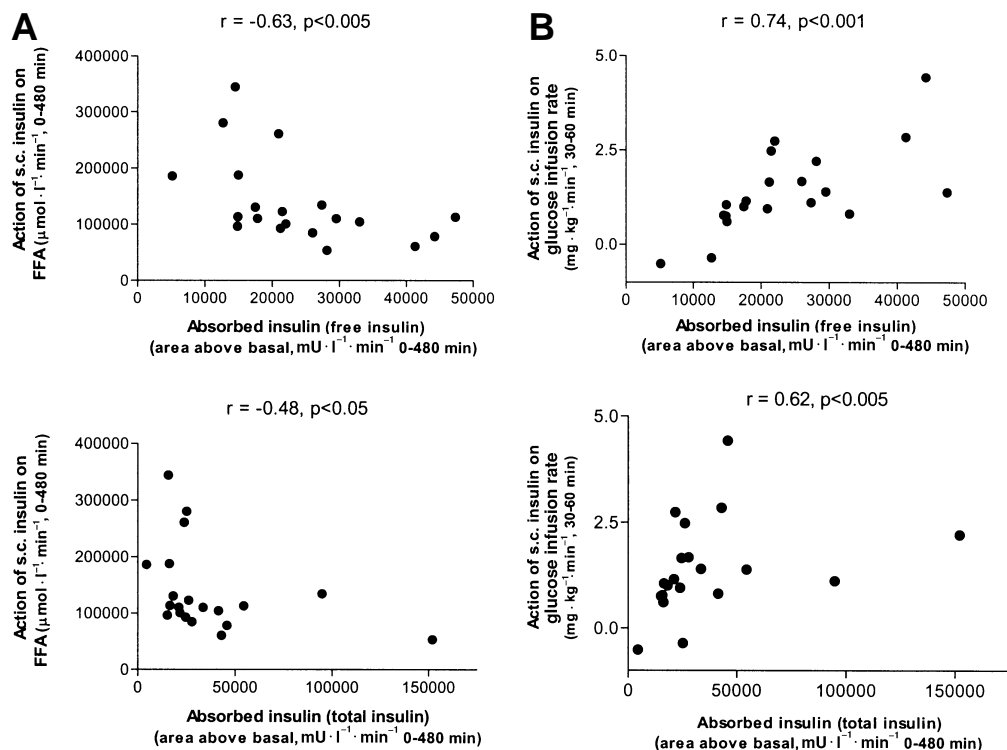 A
r = -0.63, p<0.005
Action of s.c. insulin on
FFA (μmol · l⁻¹ · min⁻¹, 0-480 min)
400000
300000
200000
100000
0
0 10000 20000 30000 40000 50000
Absorbed insulin (free insulin)
(area above basal, mU · l⁻¹ · min⁻¹ 0-480 min)
B
r = 0.74, p<0.001
Action of s.c. insulin on
glucose infusion rate
(mg · kg⁻¹ min⁻¹, 30-60 min)
5.0
2.5
0.0
0 10000 20000 30000 40000 50000
Absorbed insulin (free insulin)
(area above basal, mU · l⁻¹ · min⁻¹ 0-480 min)
r = -0.48, p<0.05
Action of s.c. insulin on
FFA (μmol · l⁻¹ · min⁻¹, 0-480 min)
400000
300000
200000
100000
0
0 50000 100000 150000
Absorbed insulin (total insulin)
(area above basal, mU · l⁻¹ · min⁻¹ 0-480 min)
r = 0.62, p<0.005
Action of s.c. insulin on
glucose infusion rate
(mg · kg⁻¹ min⁻¹, 30-60 min)
5.0
2.5
0.0
0 50000 100000 150000
Absorbed insulin (total insulin)
(area above basal, mU · l⁻¹ · min⁻¹ 0-480 min)